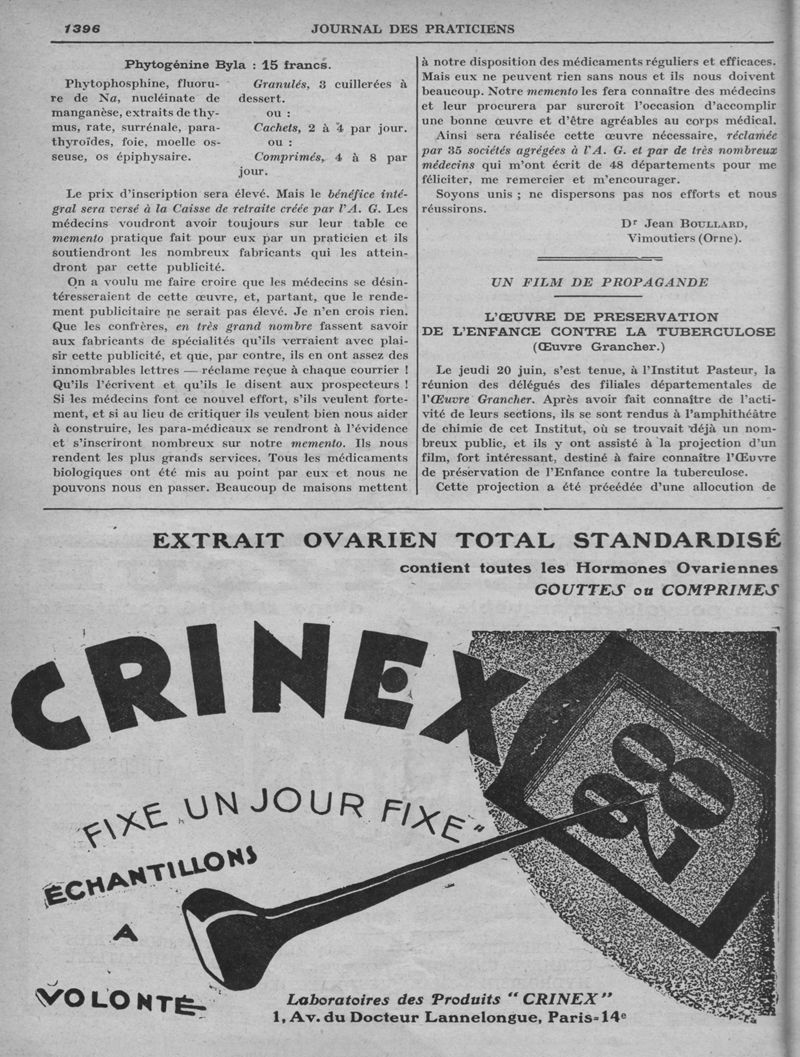 1396
JOURNAL DES PRATICIENS
Phytogénine Byla : 15 francs.
Phytophosphine, fluoru-
re de Na, nucléinate de
manganèse, extraits de thy-
mus, rate, surrénale, para-
thyroïdes, foie, moelle os-
seuse, os épiphysaire.
Granulés, 3 cuillerées à
dessert.
ou :
Cachets, 2 à 4 par jour.
ou :
Comprimés, 4 à 8 par
jour.
Le prix d'inscription sera élevé. Mais le bénéfice inté-
gral sera versé à la Caisse de retraite créée par l'A. G. Les
médecins voudront avoir toujours sur leur table ce
memento pratique fait pour eux par un praticien et ils
soutiendront les nombreux fabricants qui les attein-
dront par cette publicité.
On a voulu me faire croire que les médecins se désin-
téresseraient de cette œuvre, et, partant, que le rende-
ment publicitaire ne serait pas élevé. Je n'en crois rien.
Que les confrères, en très grand nombre fassent savoir
aux fabricants de spécialités qu'ils verraient avec plai-
sir cette publicité, et que, par contre, ils en ont assez des
innombrables lettres — réclame reçue à chaque courrier !
Qu'ils l'écrivent et qu'ils le disent aux prospecteurs !
Si les médecins font ce nouvel effort, s'ils veulent forte-
ment, et si au lieu de critiquer ils veulent bien nous aider
à construire, les para-médicaux se rendront à l'évidence
et s'inscriront nombreux sur notre memento. Ils nous
rendent les plus grands services. Tous les médicaments
biologiques ont été mis au point par eux et nous ne
pouvons nous en passer. Beaucoup de maisons mettent
à notre disposition des médicaments réguliers et efficaces.
Mais eux ne peuvent rien sans nous et ils nous doivent
beaucoup. Notre memento les fera connaître des médecins
et leur procurera par surcroît l'occasion d'accomplir
une bonne œuvre et d'être agréables au corps médical.
Ainsi sera réalisée cette œuvre nécessaire, réclamée
par 35 sociétés agrégées à l'A. G. et par de très nombreux
médecins qui m'ont écrit de 48 départements pour me
féliciter, me remercier et m'encourager.
Soyons unis ; ne dispersons pas nos efforts et nous
réussirons.
Dr Jean BOULLARD,
Vimoutiers (Orne).
UN FILM DE PROPAGANDE
L'ŒUVRE DE PRESERVATION
DE L'ENFANCE CONTRE LA TUBERCULOSE
(Œuvre Grancher.)
Le jeudi 20 juin, s'est tenue, à l'Institut Pasteur, la
réunion des délégués des filiales départementales de
l'Œuvre Grancher. Après avoir fait connaître de l'acti-
vité de leurs sections, ils se sont rendus à l'amphithéâtre
de chimie de cet Institut, où se trouvait déjà un nom-
breux public, et ils y ont assisté à la projection d'un
film, fort intéressant, destiné à faire connaître l'Œuvre
de préservation de l'Enfance contre la tuberculose.
Cette projection a été précédée d'une allocution de
EXTRAIT OVARIEN TOTAL STANDARDISÉ
contient toutes les Hormones Ovariennes
GOUTTES ou COMPRIMES
CRINEX
"FIXE UN JOUR FIXE"
ÉCHANTILLONS
A
VOLONTÉ
28
Laboratoires des Produits "CRINEX"
1, Av. du Docteur Lannelongue, Paris-14e